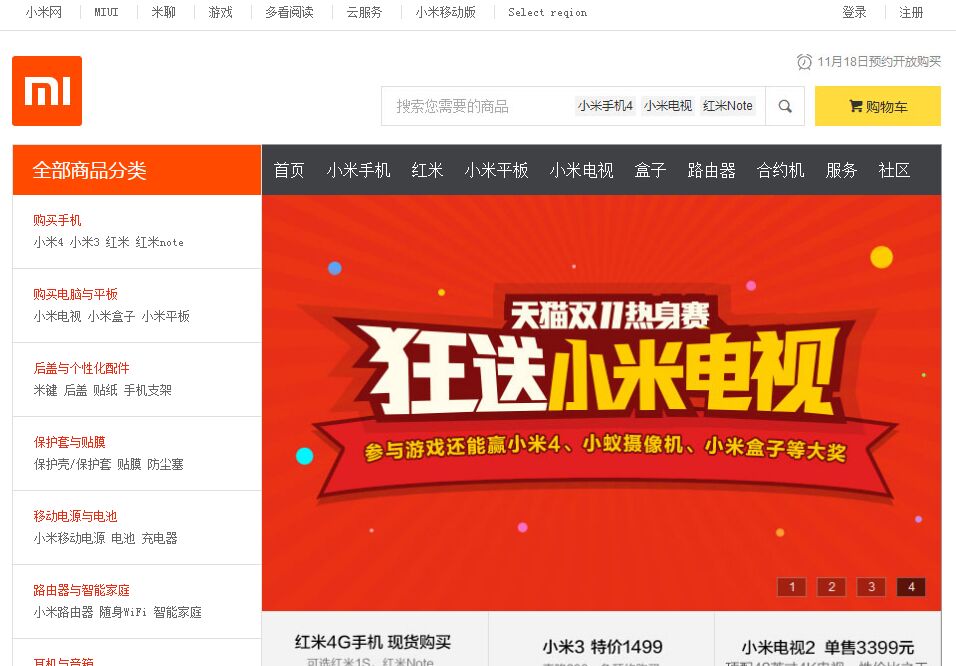 小米网 MIUI 米聊 游戏 多看阅读 云服务 小米移动版 Select region 登录 注册
11月18日预约开放购买
搜索您需要的商品 小米手机4 小米电视 红米Note 购物车
全部商品分类 首页 小米手机 红米 小米平板 小米电视 盒子 路由器 合约机 服务 社区
购买手机
小米4 小米3 红米 红米note
购买电脑与平板
小米电视 小米盒子 小米平板
后盖与个性化配件
米键 后盖 贴纸 手机支架
保护套与贴膜
保护壳/保护套 贴膜 防尘塞
移动电源与电池
小米移动电源 电池 充电器
路由器与智能家庭
小米路由器 随身WiFi 智能家庭
耳机与音箱
天猫双11热身赛
狂送小米电视
参与游戏还能赢小米4、小蚁摄像机、小米盒子等大奖
1 2 3 4
红米4G手机 现货购买
可选红米1S、红米Note
小米3 特价1499
小米电视2 单售3399元